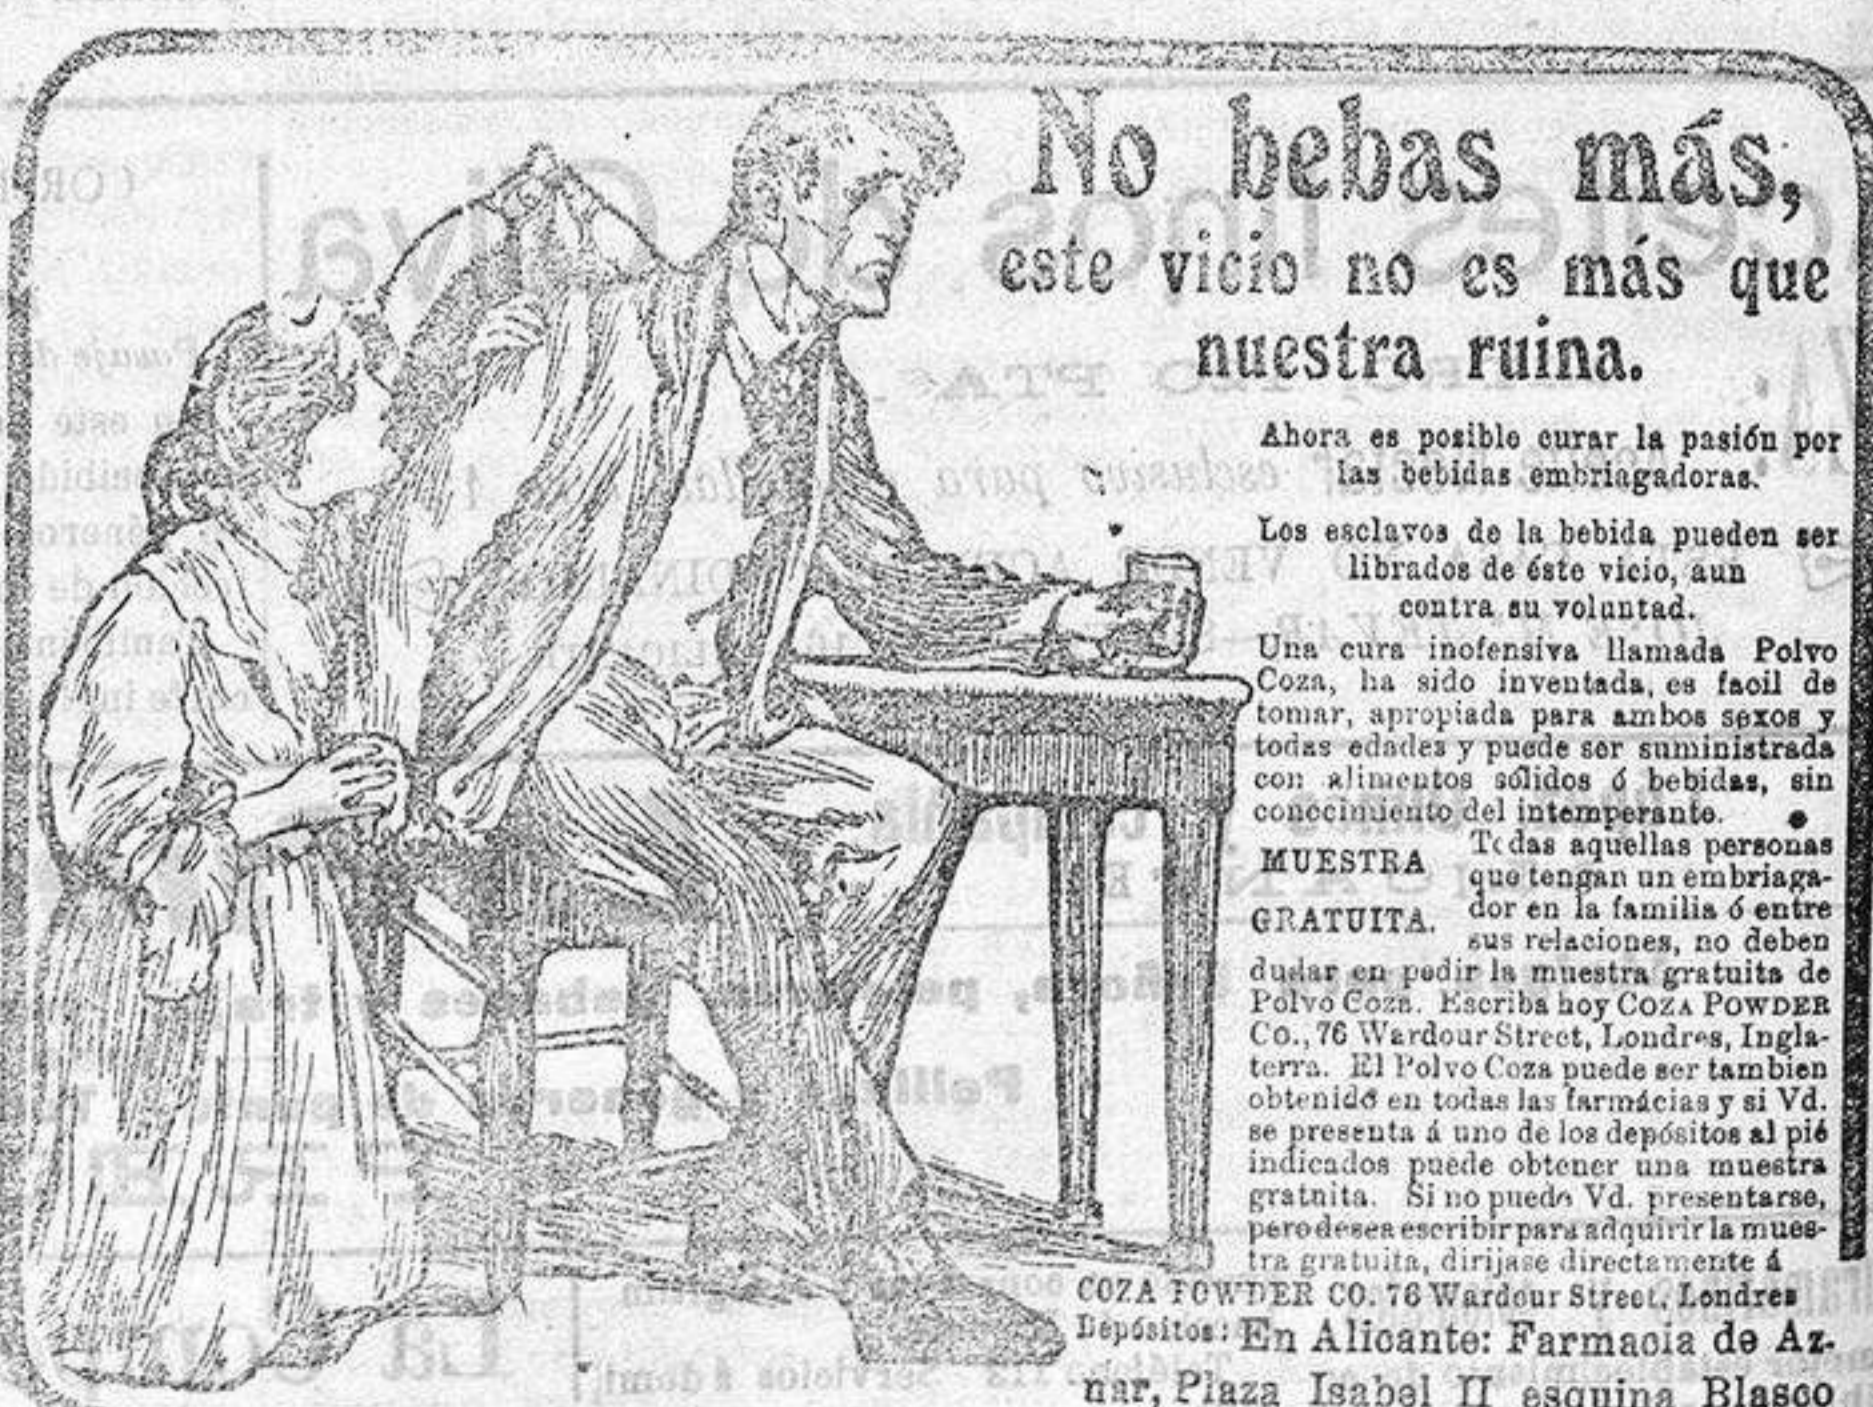 No bebas más,
este vicio no es más que
nuestra ruina.
Ahora es posible curar la pasión por
las bebidas embriagadoras.
Los esclavos de la bebida pueden ser
librados de éste vicio, aun
contra su voluntad.
Una cura inofensiva llamada Polvo
Coza, ha sido inventada, es facil de
tomar, apropiada para ambos sexos y
todas edades y puede ser suministrada
con alimentos sólidos ó bebidas, sin
conocimiento del intemperante.
MUESTRA
GRATUITA.
Todas aquellas personas
que tengan un embriaga-
dor en la familia ó entre
sus relaciones, no deben
dudar en pedir la muestra gratuita de
Polvo Coza. Escriba hoy COZA POWDER
Co., 76 Wardour Street, Londres, Ingla-
terra. El Polvo Coza puede ser tambien
obtenidó en todas las farmácias y si Vd.
se presenta á uno de los depósitos al pié
indicados puede obtener una muestra
gratnita. Si no puede Vd. presentarse,
pero desea escribir para adquirir la mues-
tra gratuita, dirijase directamente á
COZA POWDER CO. 76 Wardour Street, Londres
Depósitos: En Alicante: Farmacia de Az-
nar, Plaza Isabel II esquina Blasco